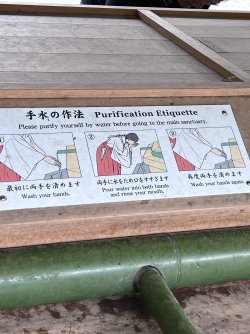 手水の作法 Purification Etiquette
Please purify yourself by water before going to the main sanctuary.
1
2
3
最初に両手を清めます
Wash your hands.
両手に水をため口をすすぎます
Pour water into both hands
and rinse your mouth.
再度両手を清めます
Wash your hands again.